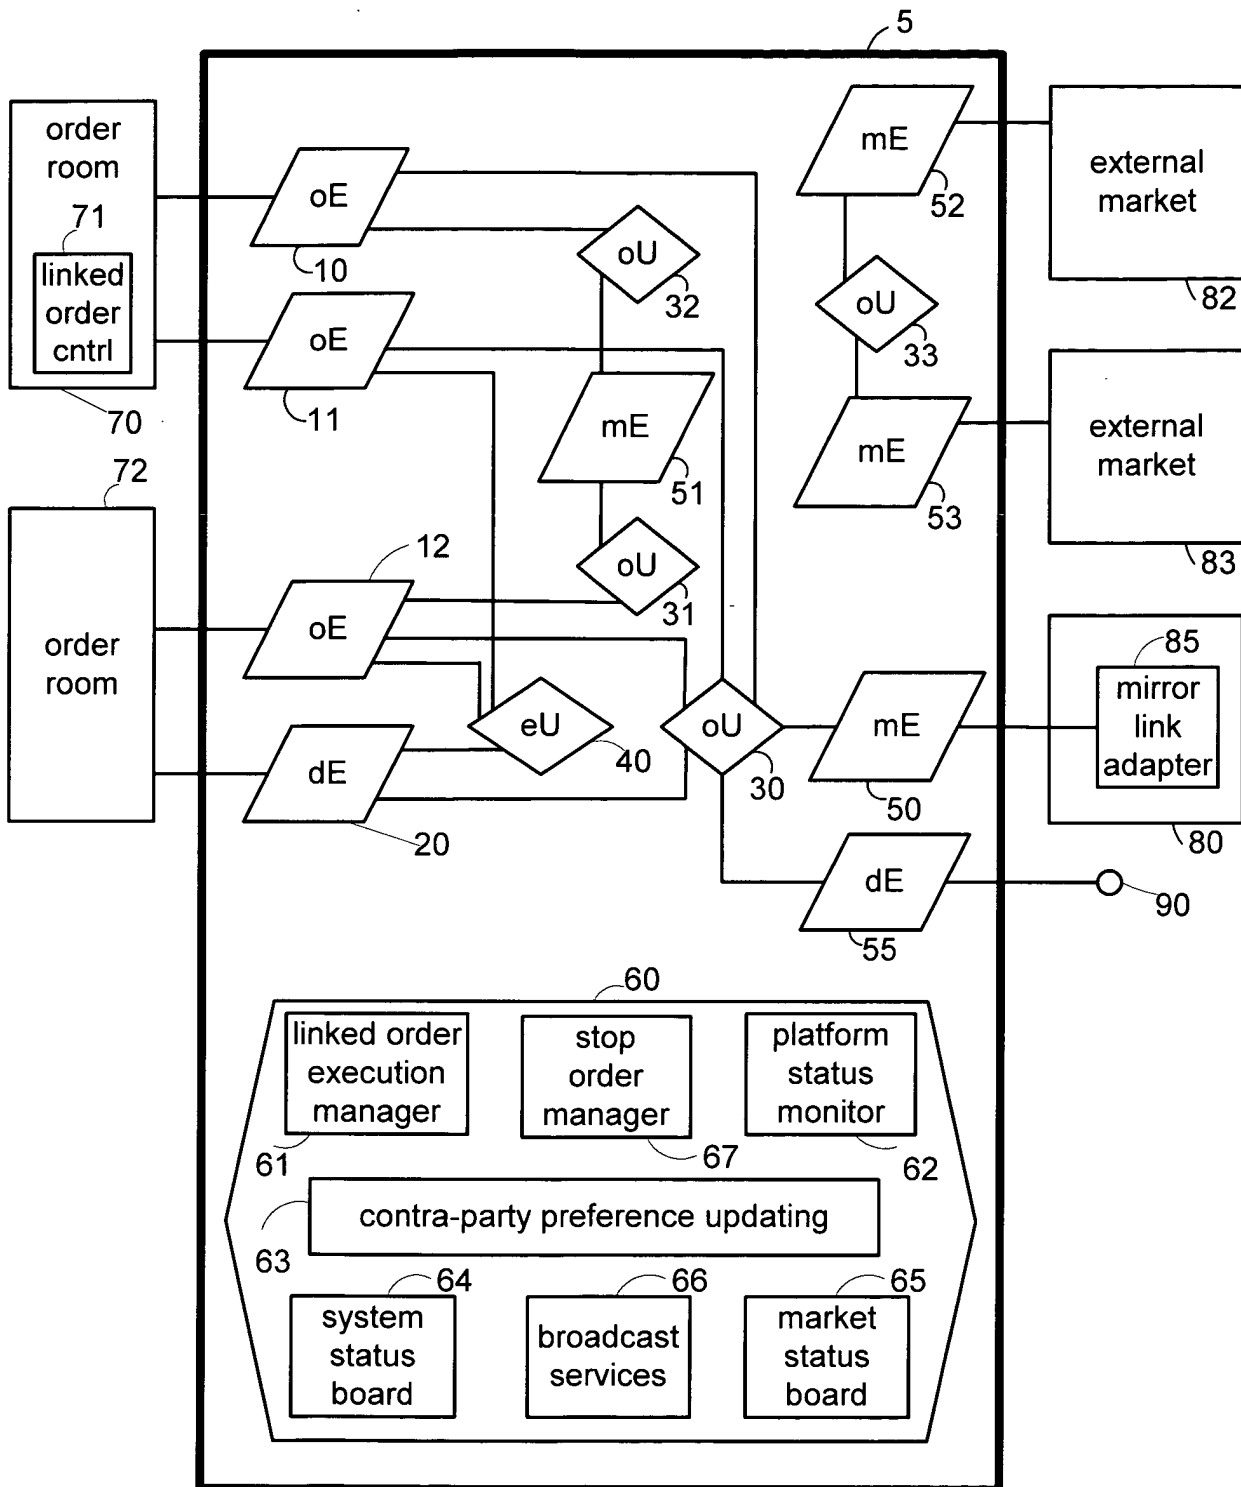 5
order
room
71
linked
order
cntrl
70
oE
10
oE
11
oU
32
mE
51
oU
31
mE
52
oU
33
mE
53
external
market
82
external
market
83
72
order
room
12
oE
dE
20
eU
40
oU
30
mE
50
85
mirror
link
adapter
80
dE
55
90
60
linked order
execution
manager
61
stop
order
manager
67
platform
status
monitor
62
contra-party preference updating
63
64
system
status
board
66
broadcast
services
65
market
status
board